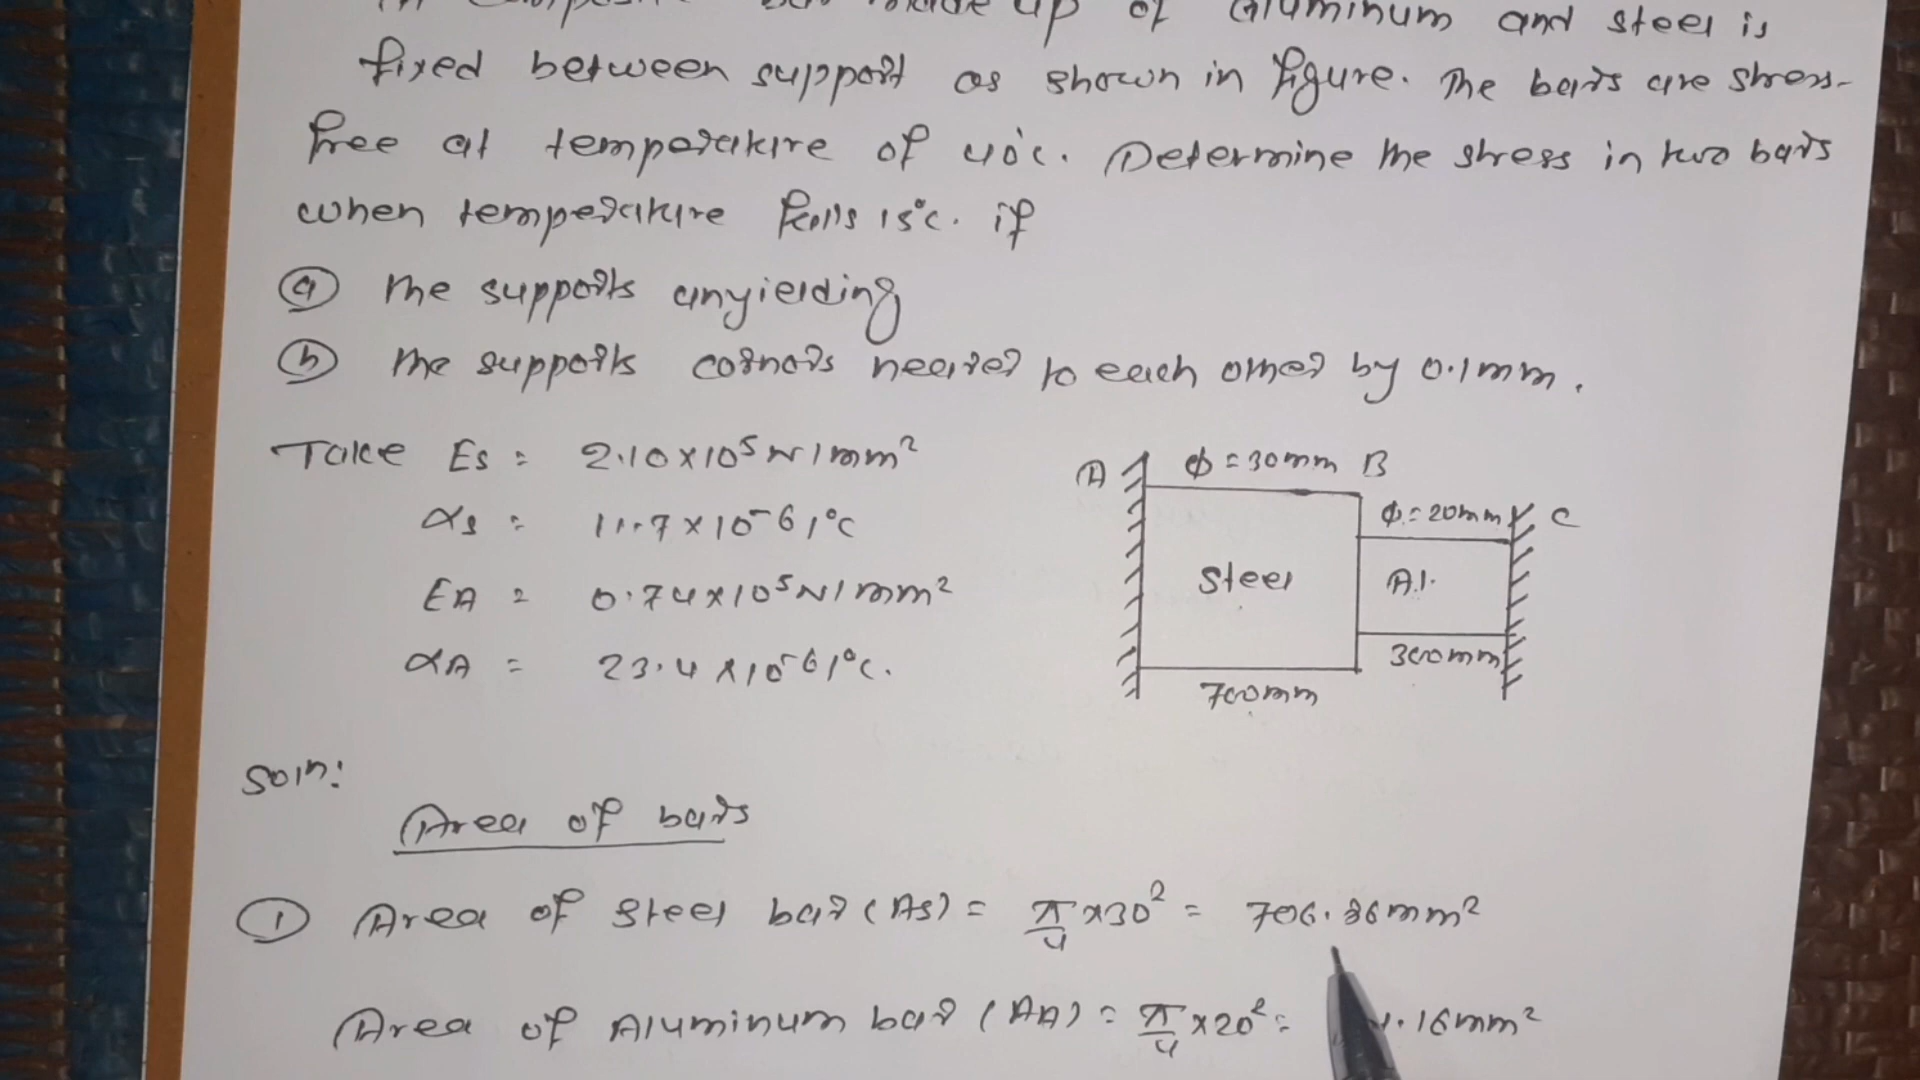 up of aluminum and steel is
fixed between support as shown in figure. The bars are stress-
free at temperature of 40°c. Determine the stress in two bars
when temperature falls 15°c. if
(a) The supports unyielding
(b) The supports nearer to each other by 0.1mm.
Take Es = 2.10×10⁵ N/mm²
αs = 11.7×10⁻⁶/°C
EA = 0.74×10⁵ N/mm²
αA = 23.4×10⁻⁶/°C.
A ϕ=30mm B
ϕ=20mm C
Steel Al.
300mm
700mm
Soln:
Area of bars
① Area of steel bar (As) = π/4 ×30² = 706.86mm²
Area of Aluminum bar (AA) = π/4 ×20² = .16mm²